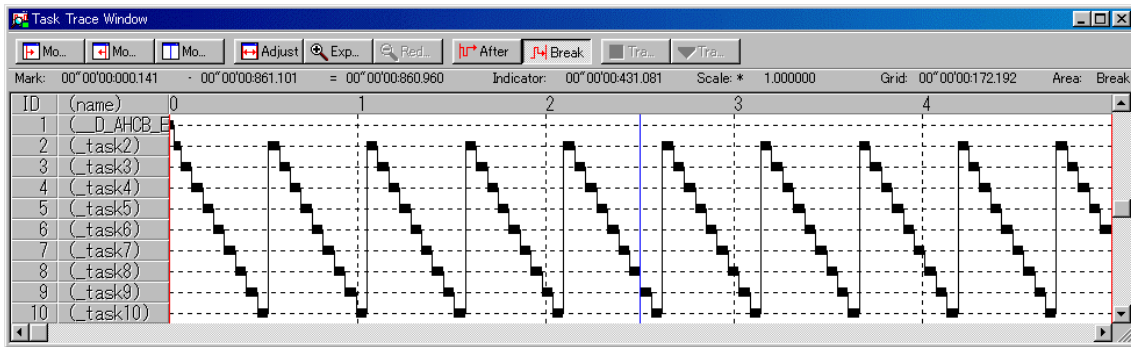 Task Trace Window
Mo... Mo... Mo... Adjust Exp... Red... After Break Tra... Tra...
Mark: 00"00'00:000.141 - 00"00'00:861.101 = 00"00'00:860.960 Indicator: 00"00'00:431.081 Scale: * 1.000000 Grid: 00"00'00:172.192 Area: Break
ID (name) 0 1 2 3 4
1 (__D_AHCB_E
2 (_task2)
3 (_task3)
4 (_task4)
5 (_task5)
6 (_task6)
7 (_task7)
8 (_task8)
9 (_task9)
10 (_task10)